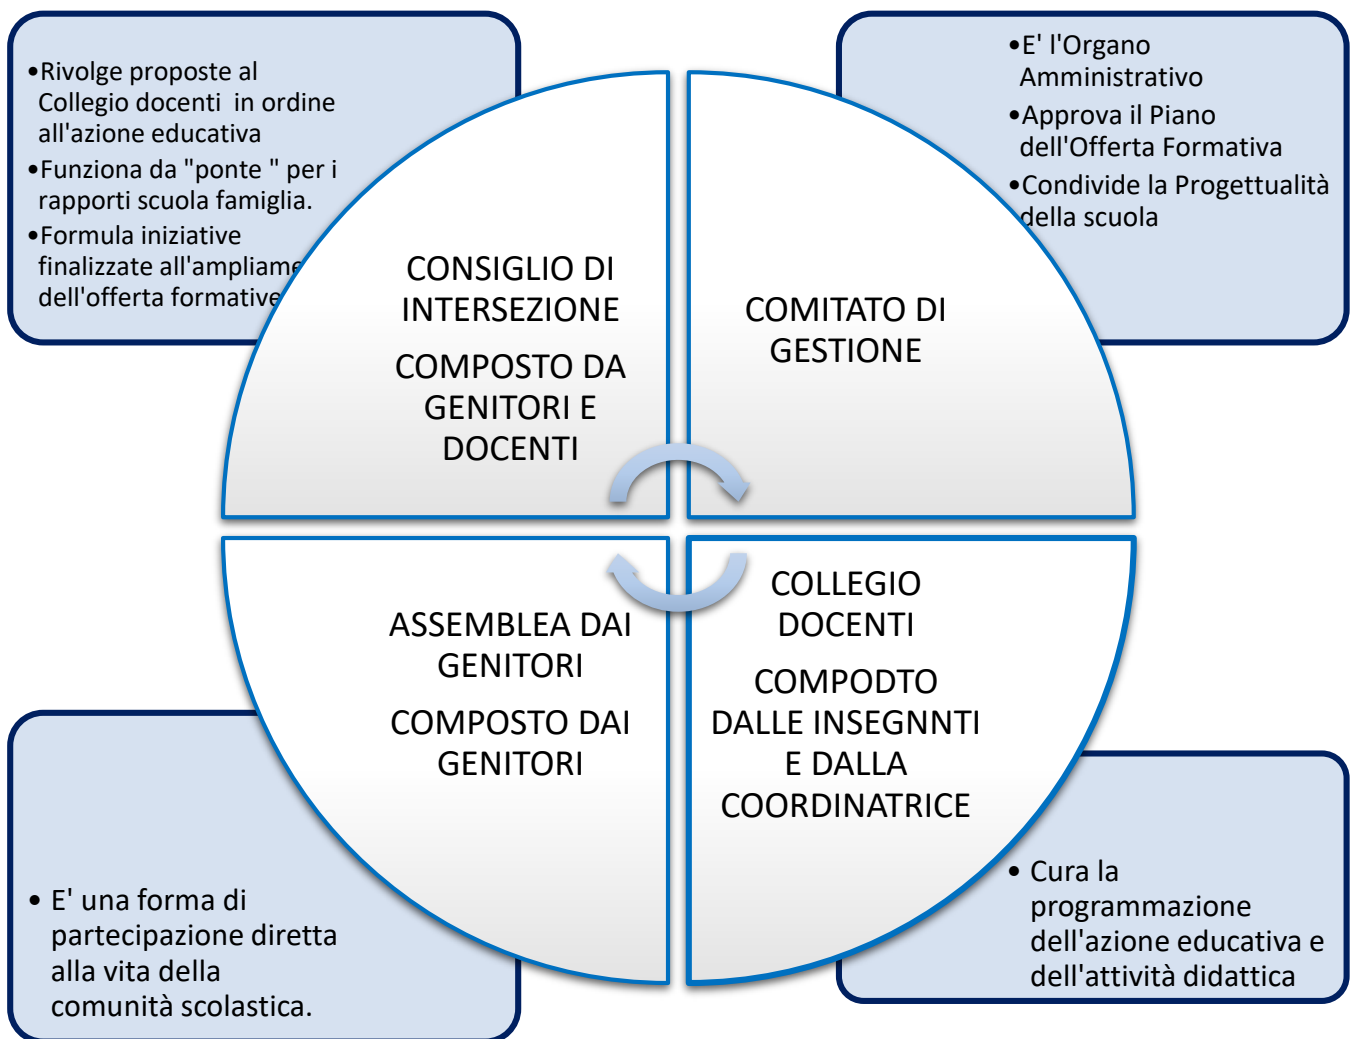 •Rivolge proposte al
Collegio docenti in ordine
all'azione educativa
•Funziona da "ponte " per i
rapporti scuola famiglia.
•Formula iniziative
finalizzate
dell'offerta formative
CONSIGLIO DI
INTERSEZIONE
COMPOSTO DA
GENITORI E
DOCENTI
•E' l'Organo
Amministrativo
•Approva il Piano
dell'Offerta Formativa
•Condivide la Progettualità
della scuola
COMITATO DI
GESTIONE
ASSEMBLEA DAI
GENITORI
COMPOSTO DAI
GENITORI
• E' una forma di
partecipazione diretta
alla vita della
comunità scolastica.
COLLEGIO
DOCENTI
COMPODTO
DALLE INSEGNNTI
E DALLA
COORDINATRICE
• Cura la
programmazione
dell'azione educativa e
dell'attività didattica